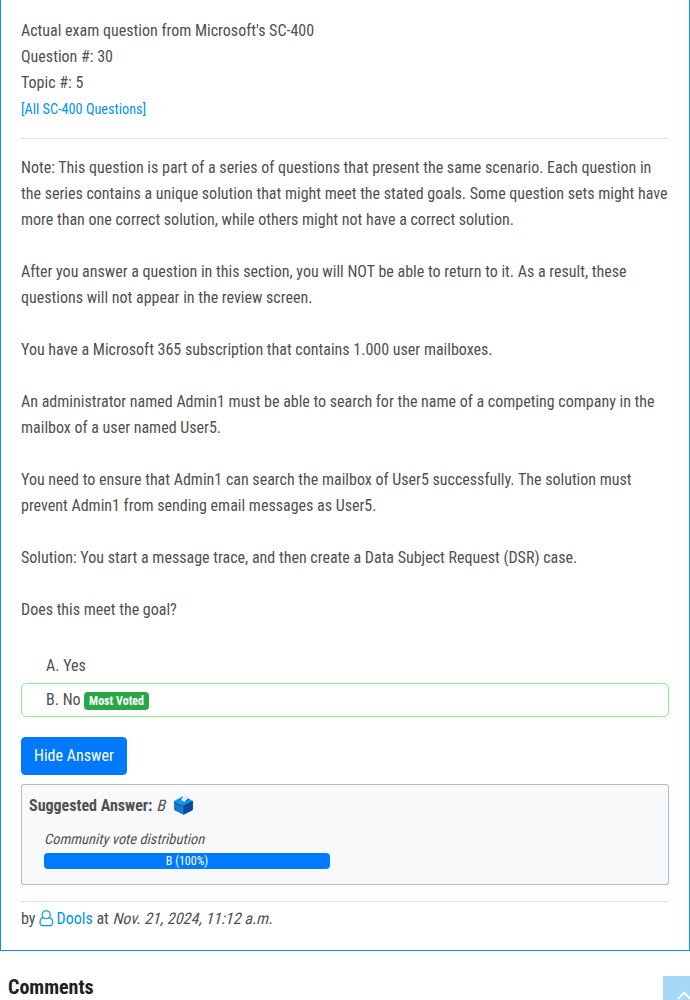 Actual exam question from Microsoft's SC-400
Question #: 30
Topic #: 5
[All SC-400 Questions]
Note: This question is part of a series of questions that present the same scenario. Each question in
the series contains a unique solution that might meet the stated goals. Some question sets might have
more than one correct solution, while others might not have a correct solution.
After you answer a question in this section, you will NOT be able to return to it. As a result, these
questions will not appear in the review screen.
You have a Microsoft 365 subscription that contains 1.000 user mailboxes.
An administrator named Admin1 must be able to search for the name of a competing company in the
mailbox of a user named User5.
You need to ensure that Admin1 can search the mailbox of User5 successfully. The solution must
prevent Admin1 from sending email messages as User5.
Solution: You start a message trace, and then create a Data Subject Request (DSR) case.
Does this meet the goal?
A. Yes
B. No Most Voted
Hide Answer
Suggested Answer: B
Community vote distribution
B (100%)
by Dools at Nov. 21, 2024, 11:12 a.m.
Comments